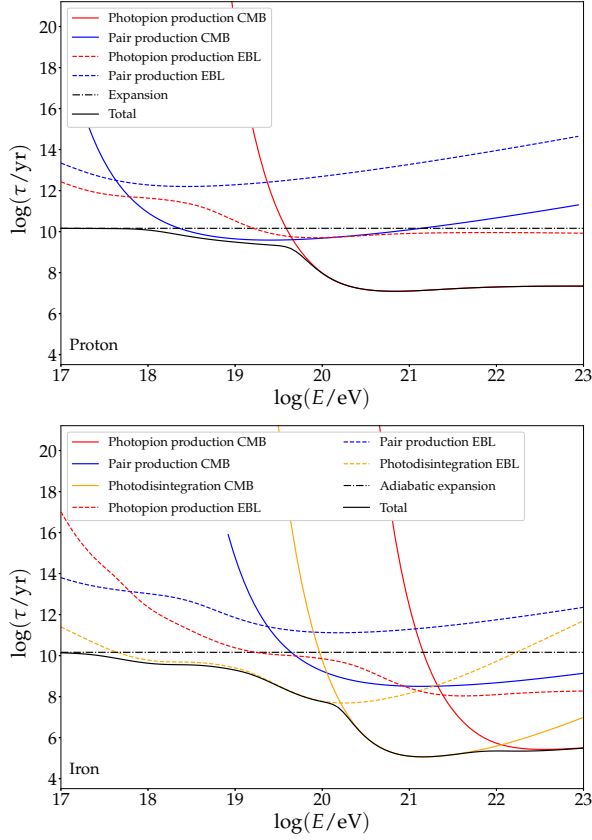 20
18
16
14
12
10
8
6
4
log(τ/yr)
Photopion production CMB
Pair production CMB
Photopion production EBL
Pair production EBL
Expansion
Total
Proton
17 18 19 20 21 22 23
log(E/eV)
20
18
16
14
12
10
8
6
4
log(τ/yr)
Photopion production CMB
Pair production CMB
Photodisintegration CMB
Photopion production EBL
Pair production EBL
Photodisintegration EBL
Adiabatic expansion
Total
Iron
17 18 19 20 21 22 23
log(E/eV)